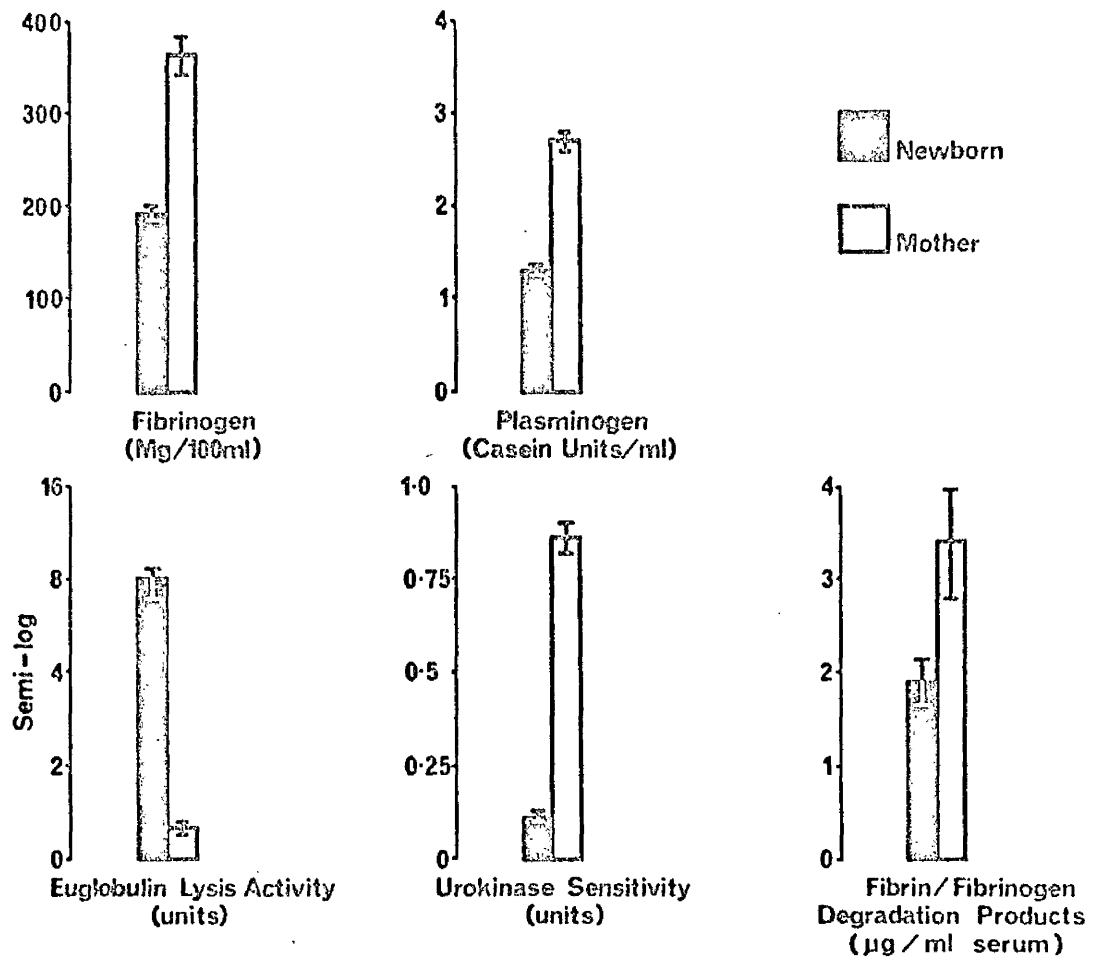 400
300
200
100
0
Fibrinogen
(Mg/100ml)
4
3
2
1
0
Plasminogen
(Casein Units/ml)
Newborn
Mother
Semi-log
16
8
4
2
0
Euglobulin Lysis Activity
(units)
1·0
0·75
0·5
0·25
0
Urokinase Sensitivity
(units)
4
3
2
1
0
Fibrin/Fibrinogen
Degradation Products
(µg/ml serum)